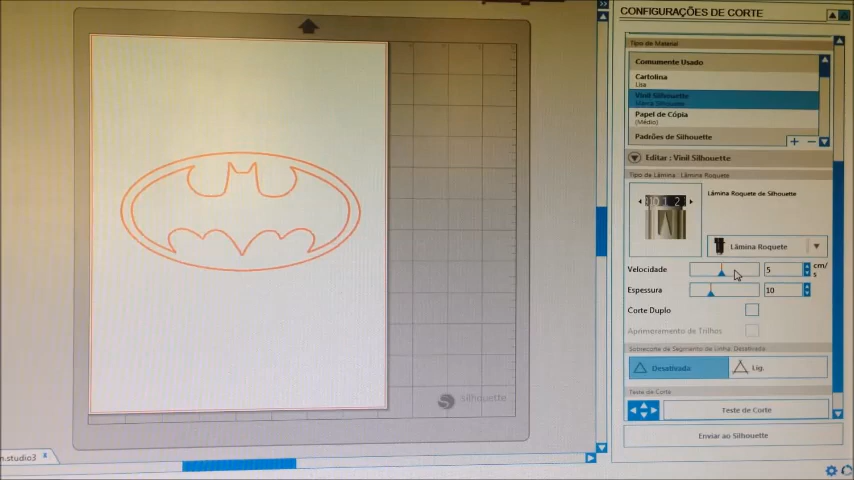 CONFIGURAÇÕES DE CORTE
Tipo de Material
Comumente Usado
Cartolina
Lisa
Vinil Silhouette
Marca Silhouette
Papel de Cópia
(Médio)
Padrões de Silhouette
Editar : Vinil Silhouette
Tipo de Lâmina : Lâmina Roquete
Lâmina Roquete de Silhouette
Lâmina Roquete
Velocidade 5 cm/s
Espessura 10
Corte Duplo
Aprimoramento de Trilhos
Sobrecorte de Segmento de Linha: Desativada
Desativada Lig.
Teste de Corte
Teste de Corte
Enviar ao Silhouette
silhouette
n.studio3